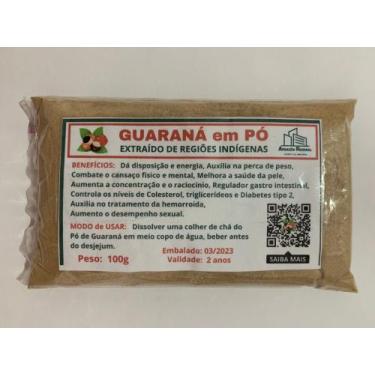 GUARANÁ em PÓ
EXTRAÍDO DE REGIÕES INDÍGENAS
BENEFÍCIOS: Dá disposição e energia, Auxília na perca de peso,
Combate o cansaço físico e mental, Melhora a saúde da pele,
Aumenta a concentração e o raciocínio, Regulador gastro intestinal,
Controla os níveis de Colesterol, triglicerídeos e Diabetes tipo 2,
Auxilia no tratamento da hemorroida,
Aumento o desempenho sexual.
MODO de USAR: Dissolver uma colher de chá do
Pó de Guaraná em meio copo de água, beber antes
do desjejum.
Embalado: 03/2023
Peso: 100g
Validade: 2 anos
SAIBA MAIS